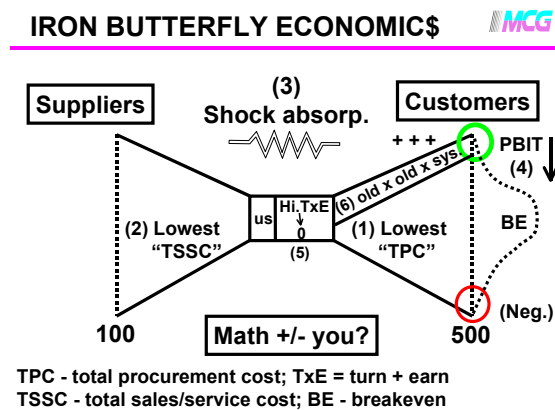 IRON BUTTERFLY ECONOMIC$
MCG
(3)
Shock absorp.
Suppliers
Customers
+ + +
PBIT
(4)
(6) old x old x sys.
us
Hi.TxE
0
(5)
(2) Lowest
“TSSC”
(1) Lowest
“TPC”
BE
(Neg.)
100
Math +/- you?
500
TPC - total procurement cost; TxE = turn + earn
TSSC - total sales/service cost; BE - breakeven